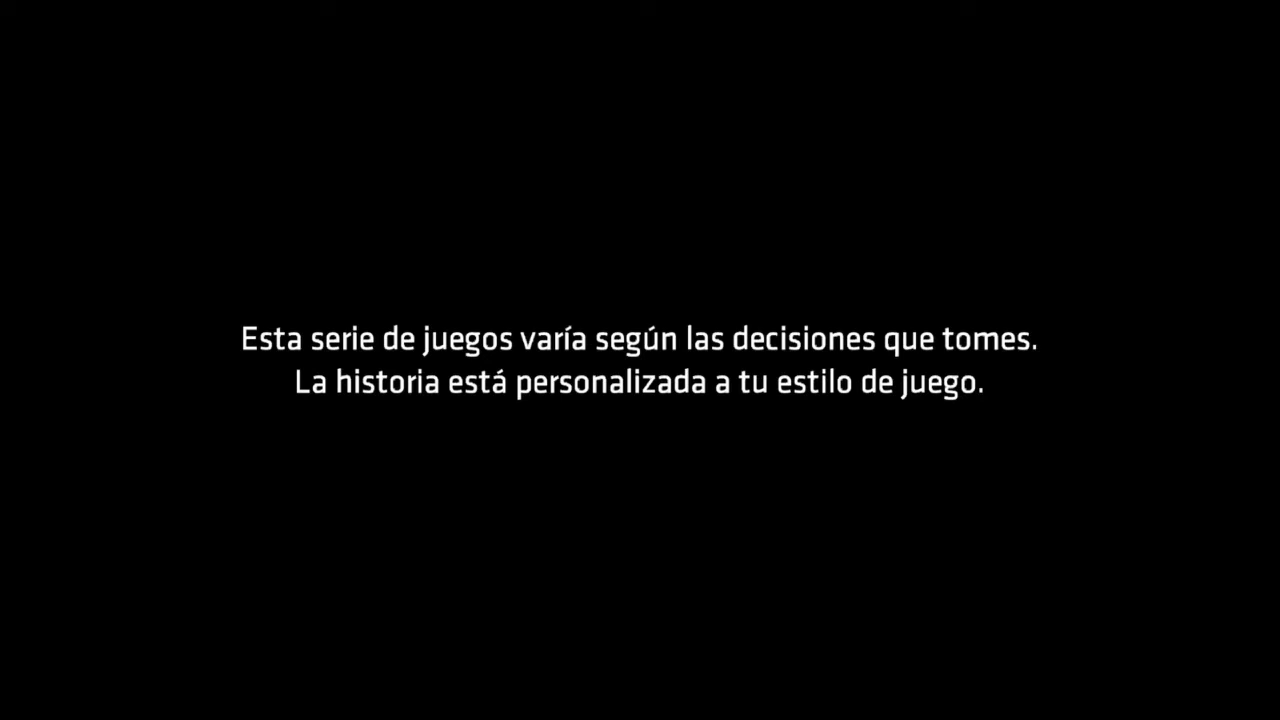 Esta serie de juegos varía según las decisiones que tomes.
La historia está personalizada a tu estilo de juego.